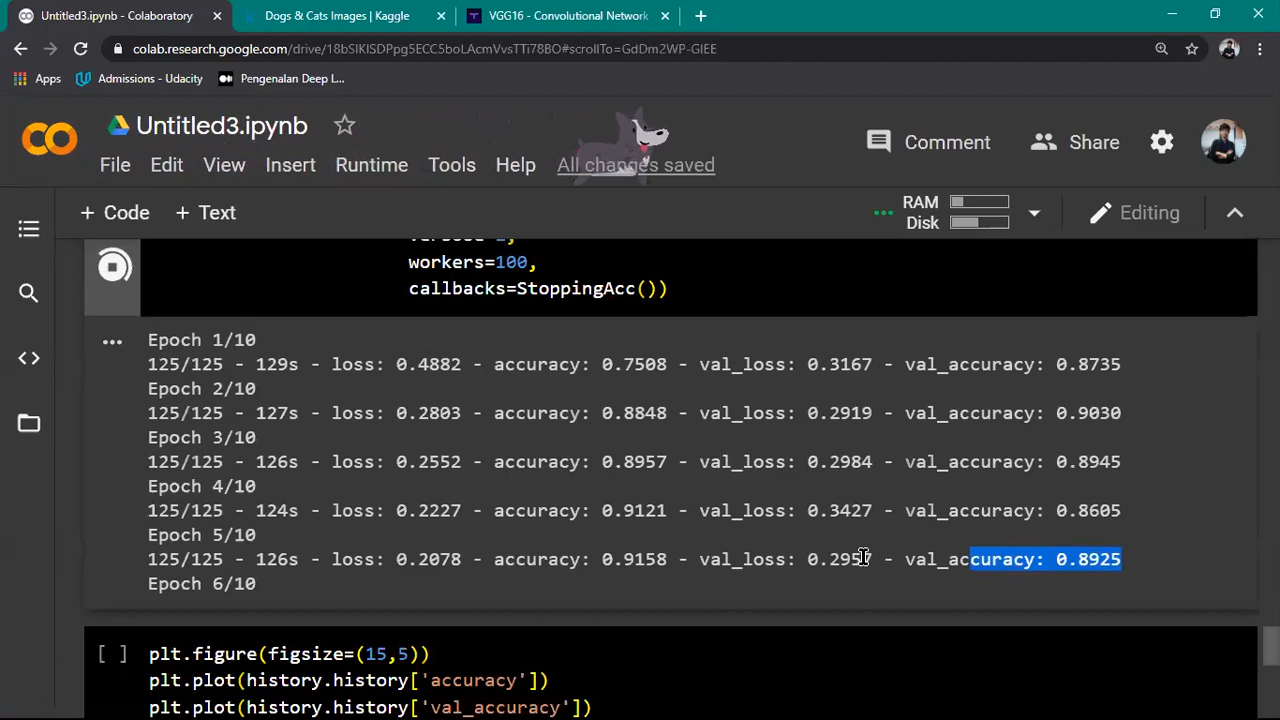 Untitled3.ipynb - Colaboratory
Dogs & Cats Images | Kaggle
VGG16 - Convolutional Network
colab.research.google.com/drive/18bSlKISDPpg5ECC5boLAcmVvsTTi78BO#scrollTo=GdDm2WP-GIEE
Apps
Admissions - Udacity
Pengenalan Deep L...
Untitled3.ipynb
Comment
Share
File Edit View Insert Runtime Tools Help All changes saved
+ Code + Text
RAM
Disk
Editing
workers=100,
callbacks=StoppingAcc())
Epoch 1/10
125/125 - 129s - loss: 0.4882 - accuracy: 0.7508 - val_loss: 0.3167 - val_accuracy: 0.8735
Epoch 2/10
125/125 - 127s - loss: 0.2803 - accuracy: 0.8848 - val_loss: 0.2919 - val_accuracy: 0.9030
Epoch 3/10
125/125 - 126s - loss: 0.2552 - accuracy: 0.8957 - val_loss: 0.2984 - val_accuracy: 0.8945
Epoch 4/10
125/125 - 124s - loss: 0.2227 - accuracy: 0.9121 - val_loss: 0.3427 - val_accuracy: 0.8605
Epoch 5/10
125/125 - 126s - loss: 0.2078 - accuracy: 0.9158 - val_loss: 0.2957 - val_accuracy: 0.8925
Epoch 6/10
[ ] plt.figure(figsize=(15,5))
plt.plot(history.history['accuracy'])
plt.plot(history.history['val_accuracy'])